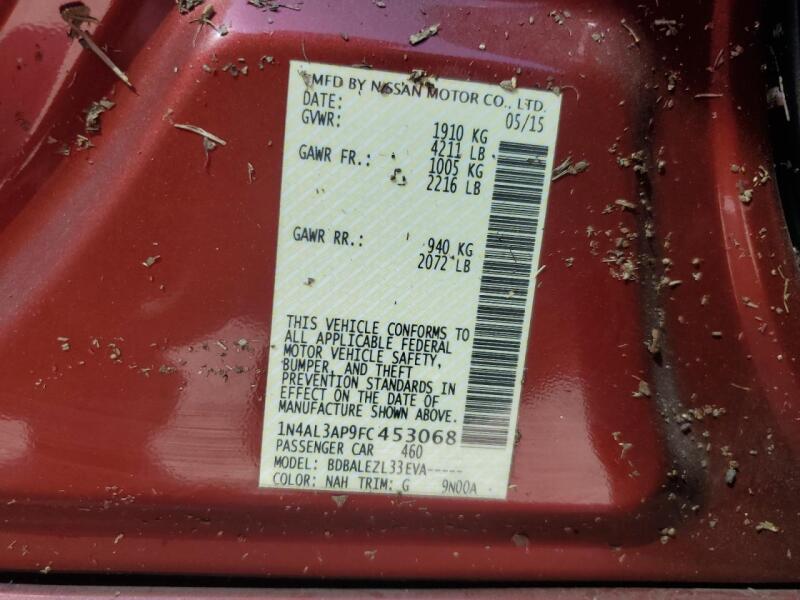 MFD BY NISSAN MOTOR CO., LTD.
DATE: 05/15
GVWR: 1910 KG
4211 LB
GAWR FR.: 1005 KG
2216 LB
GAWR RR.: 940 KG
2072 LB
THIS VEHICLE CONFORMS TO
ALL APPLICABLE FEDERAL
MOTOR VEHICLE SAFETY,
BUMPER, AND THEFT
PREVENTION STANDARDS IN
EFFECT ON THE DATE OF
MANUFACTURE SHOWN ABOVE.
1N4AL3AP9FC453068
PASSENGER CAR 460
MODEL: BDBALEZL33EVA-----
COLOR: NAH TRIM: G 9N00A